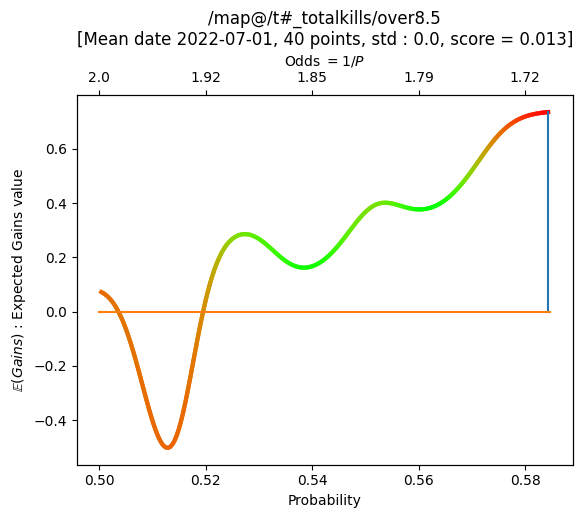 /map@/t#_totalkills/over8.5
[Mean date 2022-07-01, 40 points, std : 0.0, score = 0.013]
Odds = 1/P
2.0 1.92 1.85 1.79 1.72
𝔼(Gains) : Expected Gains value
0.6
0.4
0.2
0.0
−0.2
−0.4
0.50 0.52 0.54 0.56 0.58
Probability